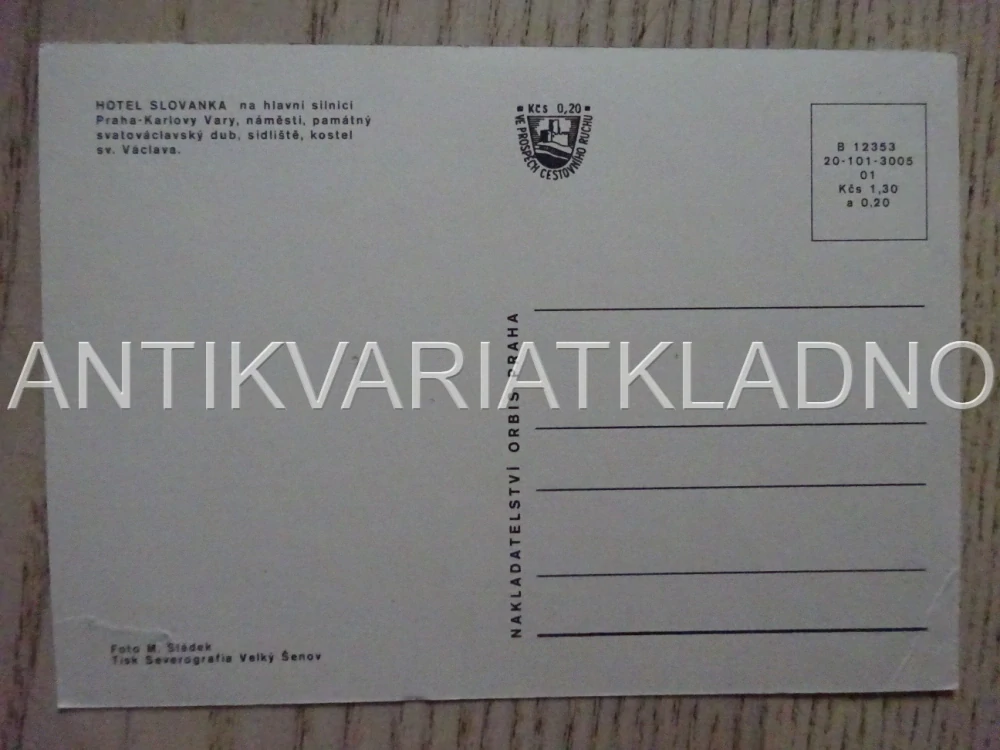 HOTEL SLOVANKA na hlavní silnici
Praha-Karlovy Vary, náměstí, památný
svatováclavský dub, sídliště, kostel
sv. Václava.
Kčs 0,20
VE PROSPĚCH CESTOVNÍHO RUCHU
B 12353
20-101-3005
01
Kčs 1,30
a 0,20
ANTIKVARIATKLADNO
NAKLADATELSTVÍ ORBIS PRAHA
Foto M. Sládek
Tisk Severografia Velký Šenov